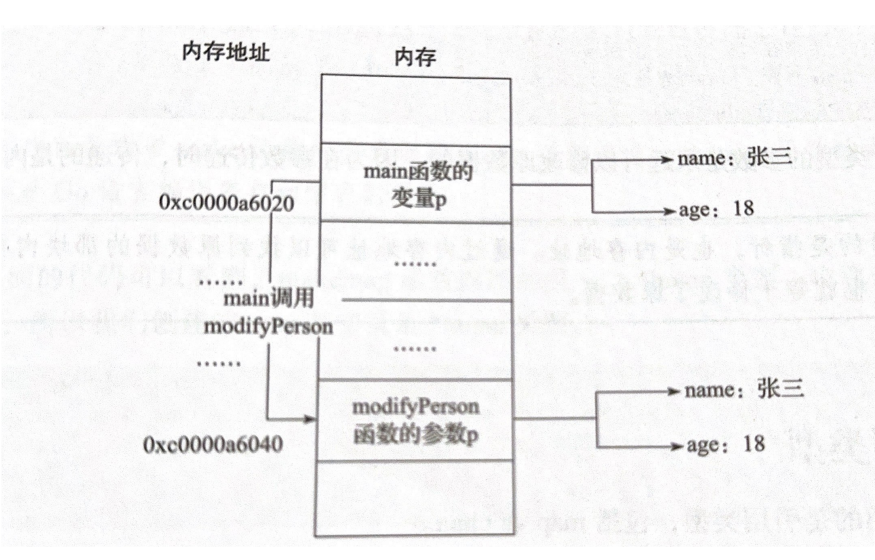 内存地址
内存
main函数的
变量p
name：张三
age：18
0xc0000a6020
……
……
main调用
modifyPerson
……
……
modifyPerson
函数的参数p
name：张三
age：18
0xc0000a6040